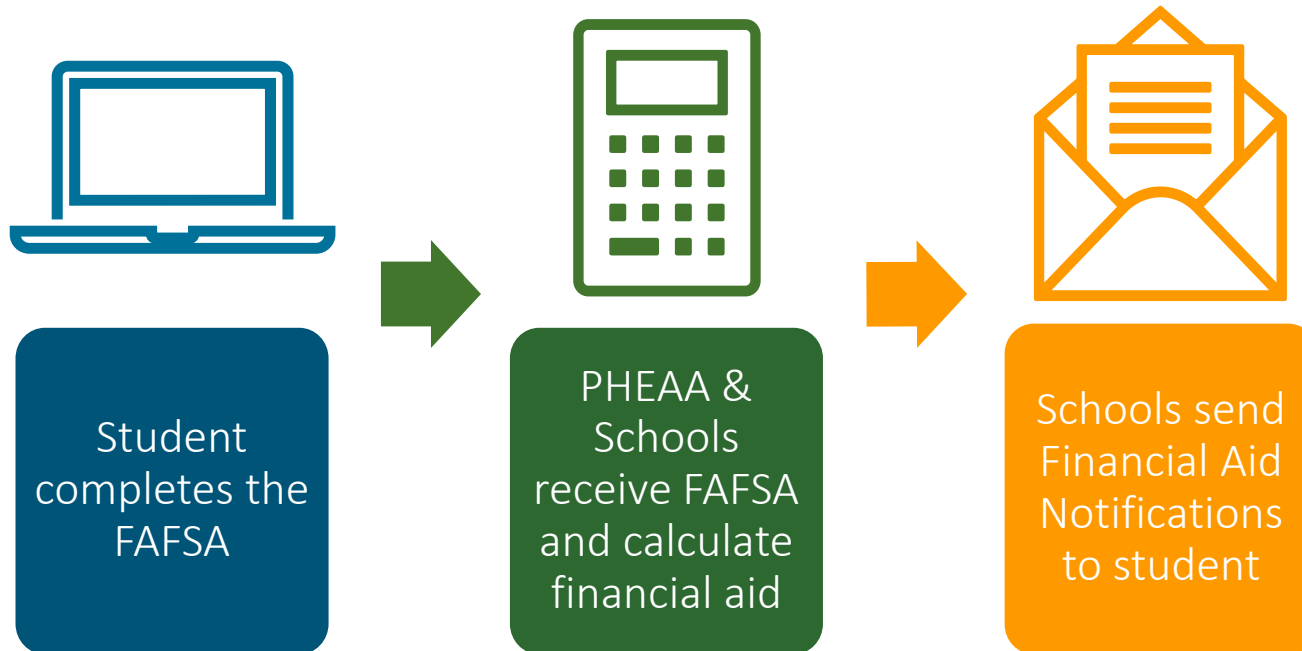 Student
completes the
FAFSA
PHEAA &
Schools
receive FAFSA
and calculate
financial aid
Schools send
Financial Aid
Notifications
to student